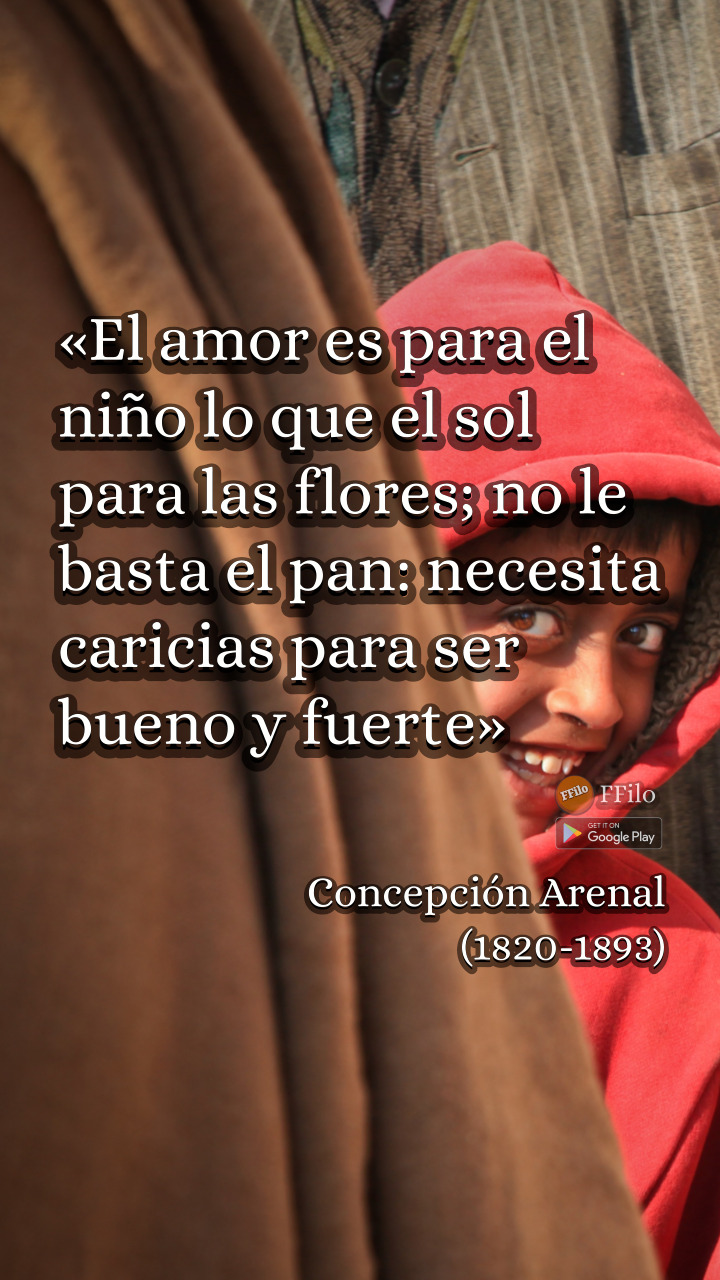 «El amor es para el
niño lo que el sol
para las flores; no le
basta el pan: necesita
caricias para ser
bueno y fuerte»
FFilo FFilo
GET IT ON
Google Play
Concepción Arenal
(1820-1893)